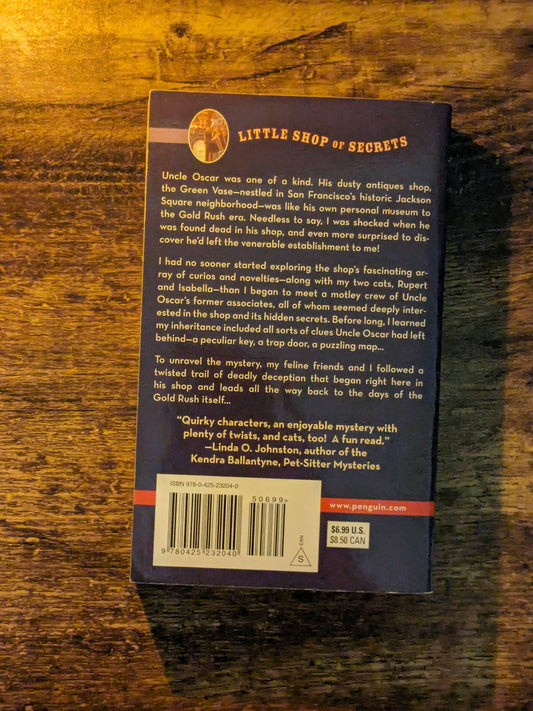 LITTLE SHOP OF SECRETS
Uncle Oscar was one of a kind. His dusty antiques shop,
the Green Vase—nestled in San Francisco's historic Jackson
Square neighborhood—was like his own personal museum to
the Gold Rush era. Needless to say, I was shocked when he
was found dead in his shop, and even more surprised to dis-
cover he'd left the venerable establishment to me!
I had no sooner started exploring the shop's fascinating ar-
ray of curios and novelties—along with my two cats, Rupert
and Isabella—than I began to meet a motley crew of Uncle
Oscar's former associates, all of whom seemed deeply inter-
ested in the shop and its hidden secrets. Before long, I learned
my inheritance included all sorts of clues Uncle Oscar had left
behind—a peculiar key, a trap door, a puzzling map...
To unravel the mystery, my feline friends and I followed a
twisted trail of deadly deception that began right here in
his shop and leads all the way back to the days of the
Gold Rush itself...
“Quirky characters, an enjoyable mystery with
plenty of twists, and cats, too! A fun read.”
—Linda O. Johnston, author of the
Kendra Ballantyne, Pet-Sitter Mysteries
ISBN 978-0-425-23204-0
50699>
9 780425 232040
S
EAN
www.penguin.com
$6.99 U.S.
$8.50 CAN